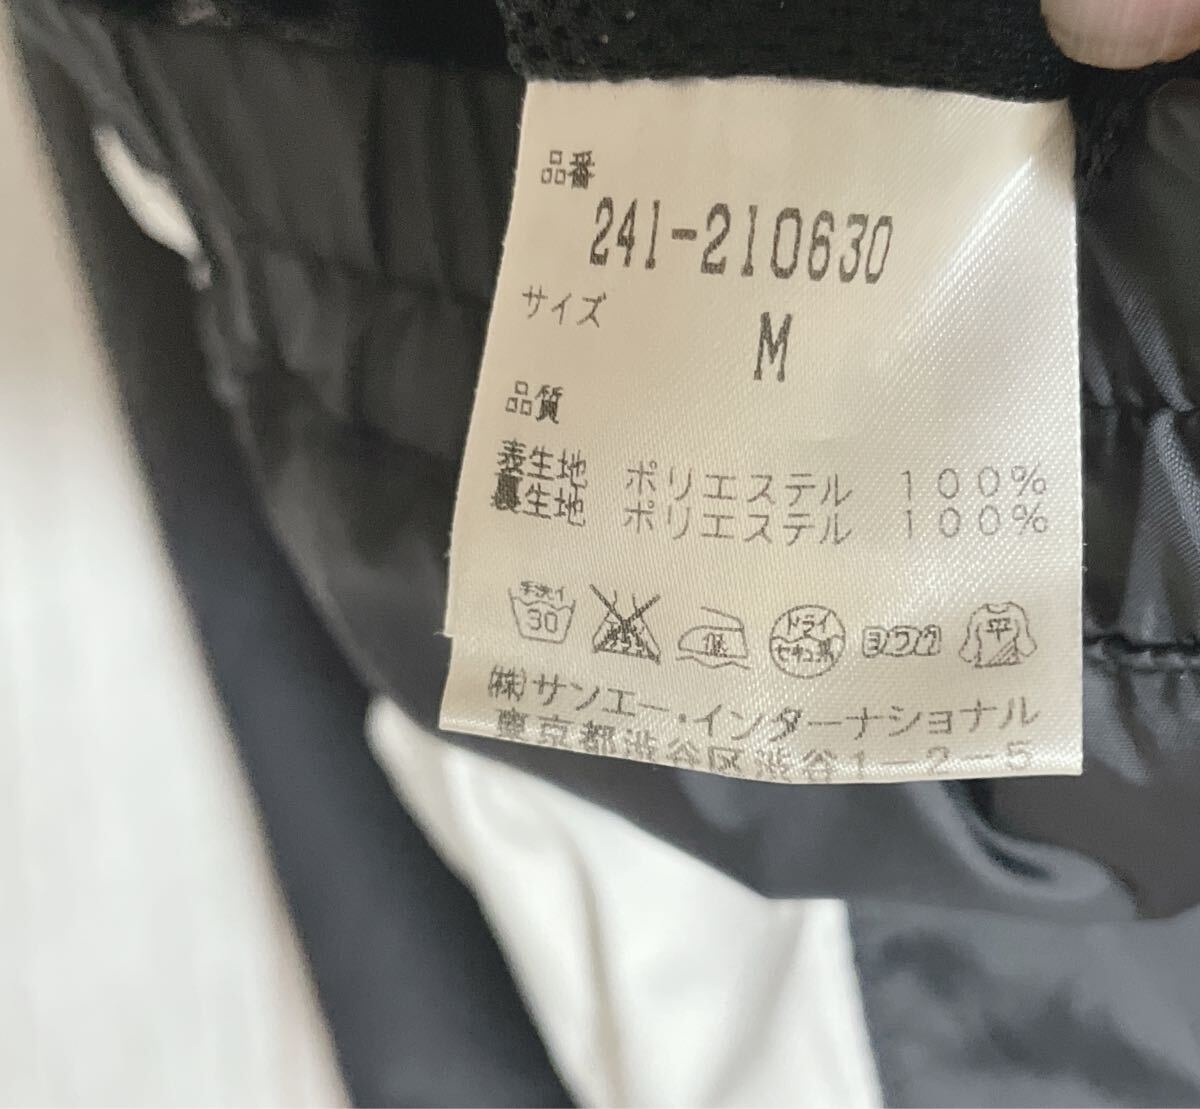 品番
241-210630
サイズ
M
品質
表生地 ポリエステル 100%
裏生地 ポリエステル 100%
手洗イ 30 低 ドライ セキユ系 ヨワク 平
(株)サンエー・インターナショナル
東京都渋谷区渋谷1-2-5